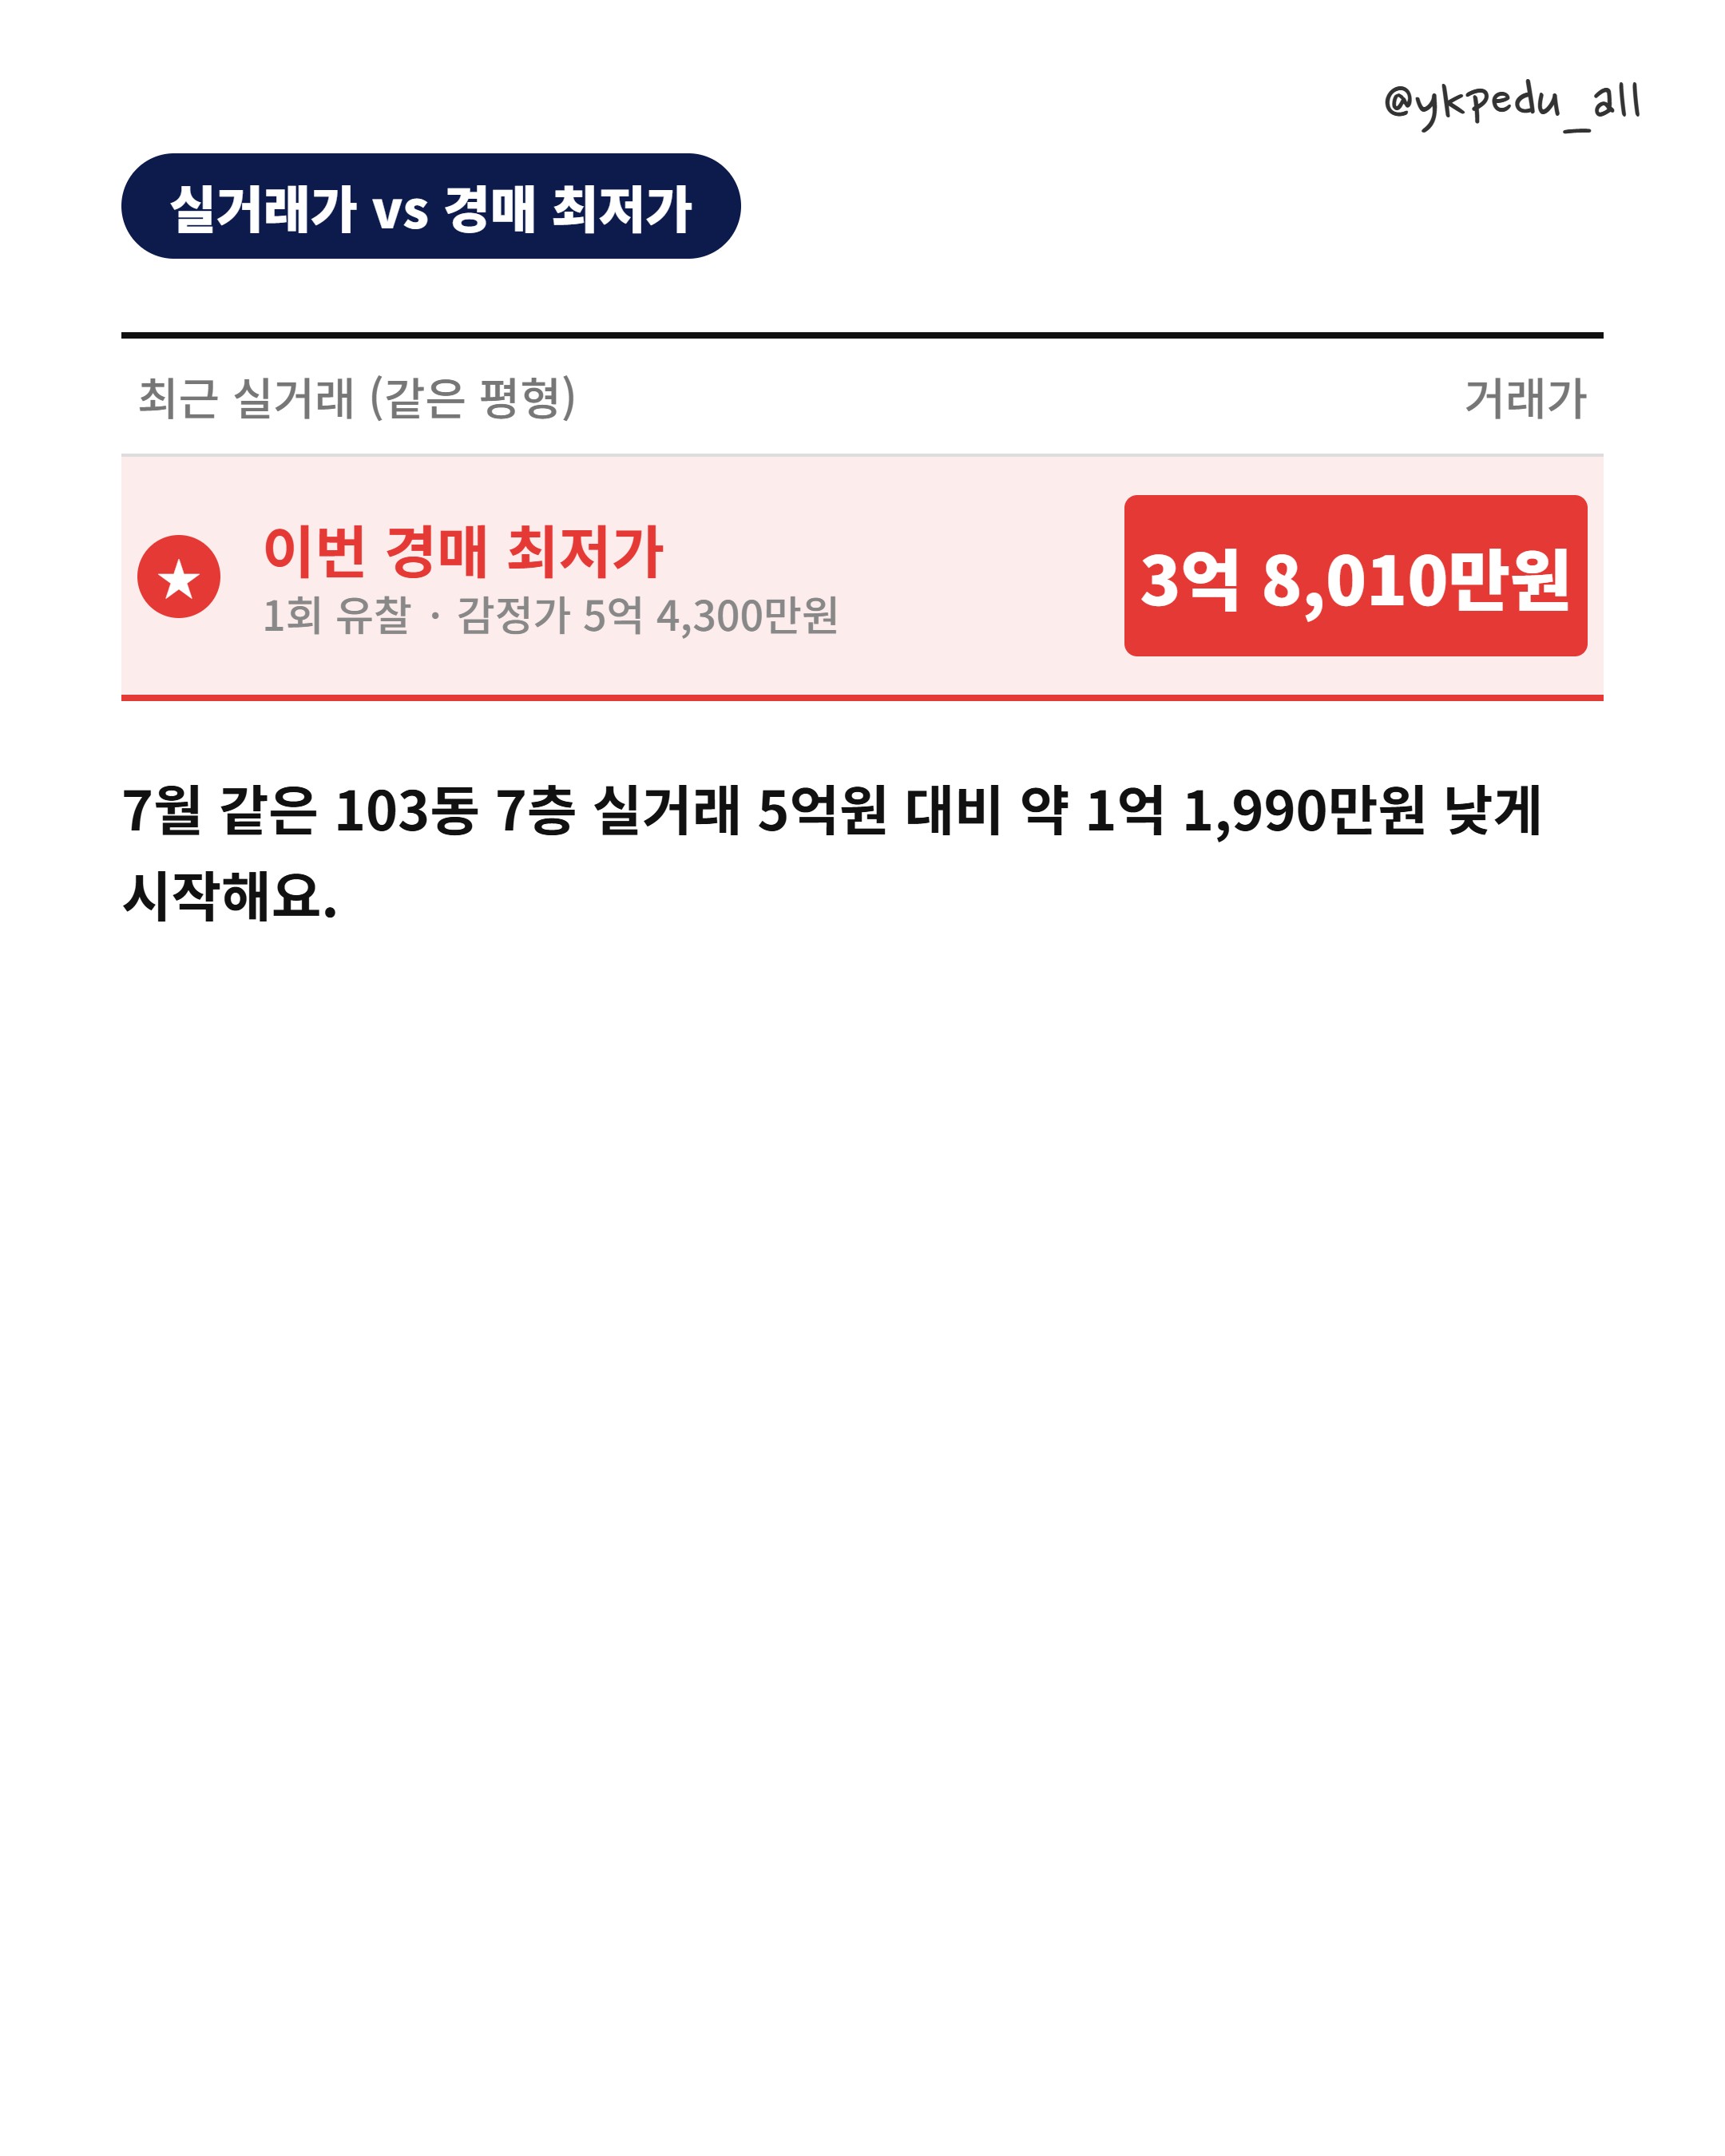 @ykpedu_all
실거래가 vs 경매 최저가
최근 실거래 (같은 평형) 거래가
이번 경매 최저가
1회 유찰 · 감정가 5억 4,300만원
3억 8,010만원
7월 같은 103동 7층 실거래 5억원 대비 약 1억 1,990만원 낮게
시작해요.